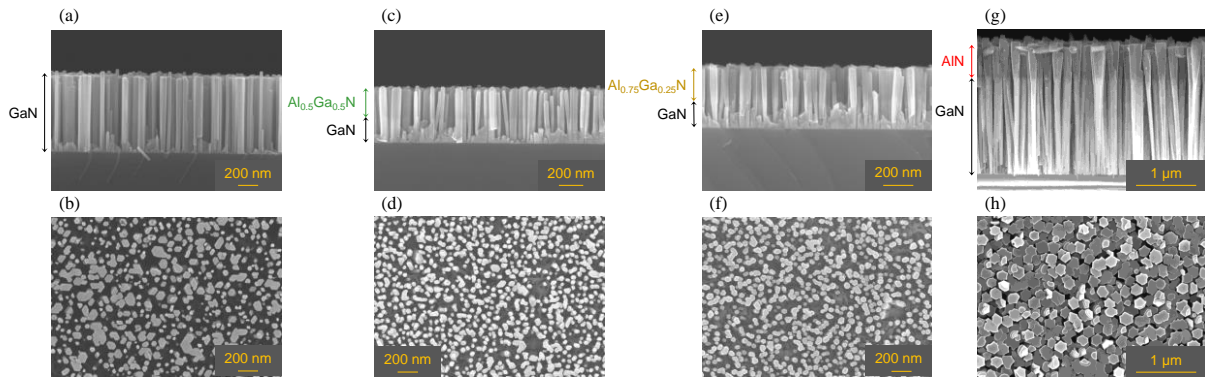 (a)
(c)
(e)
(g)
GaN
Al0.5Ga0.5N
GaN
Al0.75Ga0.25N
GaN
AlN
GaN
200 nm
200 nm
200 nm
1 µm
(b)
(d)
(f)
(h)
200 nm
200 nm
200 nm
1 µm